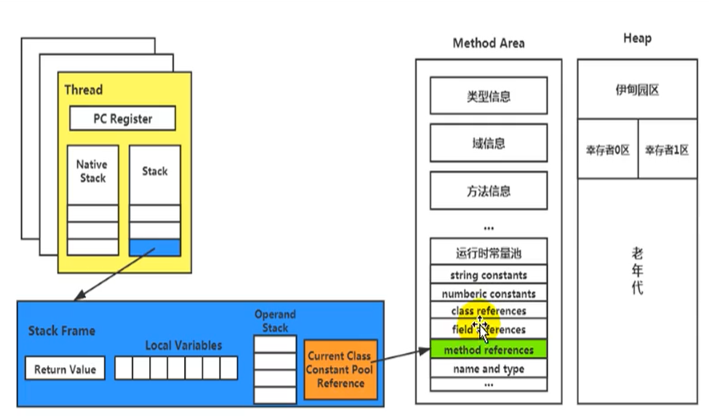 Method Area
Heap
Thread
PC Register
Native
Stack
Stack
类型信息
域信息
方法信息
...
运行时常量池
string constants
numberic constants
class references
field references
method references
name and type
...
伊甸园区
幸存者0区
幸存者1区
老
年
代
Stack Frame
Return Value
Local Variables
Operand
Stack
Current Class
Constant Pool
Reference